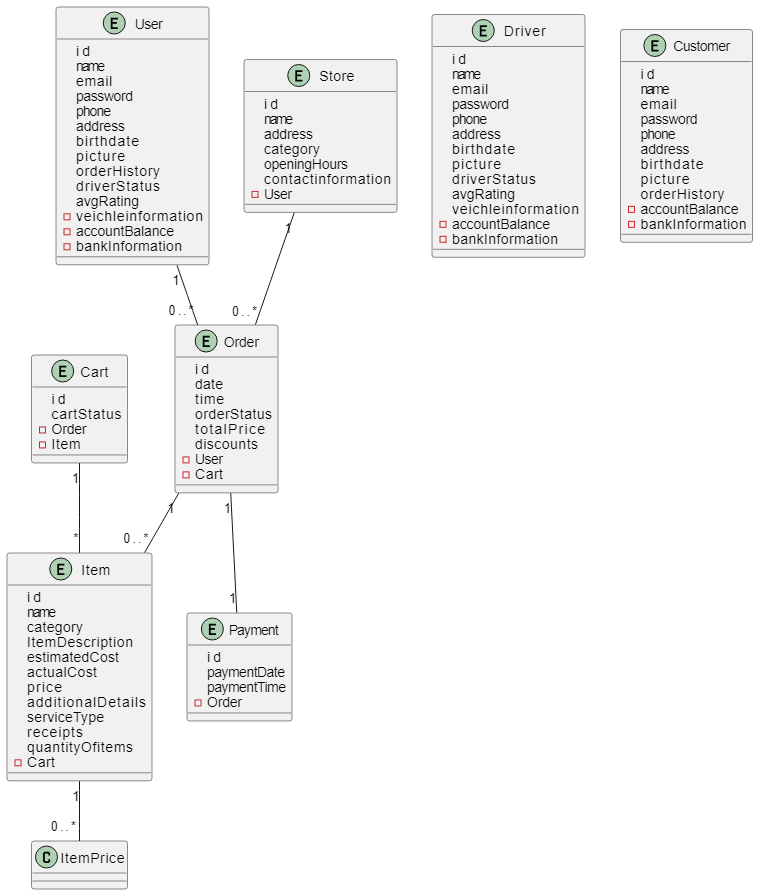 E User
id
name
email
password
phone
address
birthdate
picture
orderHistory
driverStatus
avgRating
veichleinformation
accountBalance
bankInformation
E Store
id
name
address
category
openingHours
contactinformation
User
E Driver
id
name
email
password
phone
address
birthdate
picture
driverStatus
avgRating
veichleinformation
accountBalance
bankInformation
E Customer
id
name
email
password
phone
address
birthdate
picture
orderHistory
accountBalance
bankInformation
1
0..*
1
0..*
E Cart
id
cartStatus
Order
Item
E Order
id
date
time
orderStatus
totalPrice
discounts
User
Cart
1
*
1
0..*
1
1
E Item
id
name
category
ItemDescription
estimatedCost
actualCost
price
additionalDetails
serviceType
receipts
quantityOfitems
Cart
E Payment
id
paymentDate
paymentTime
Order
1
0..*
C ItemPrice